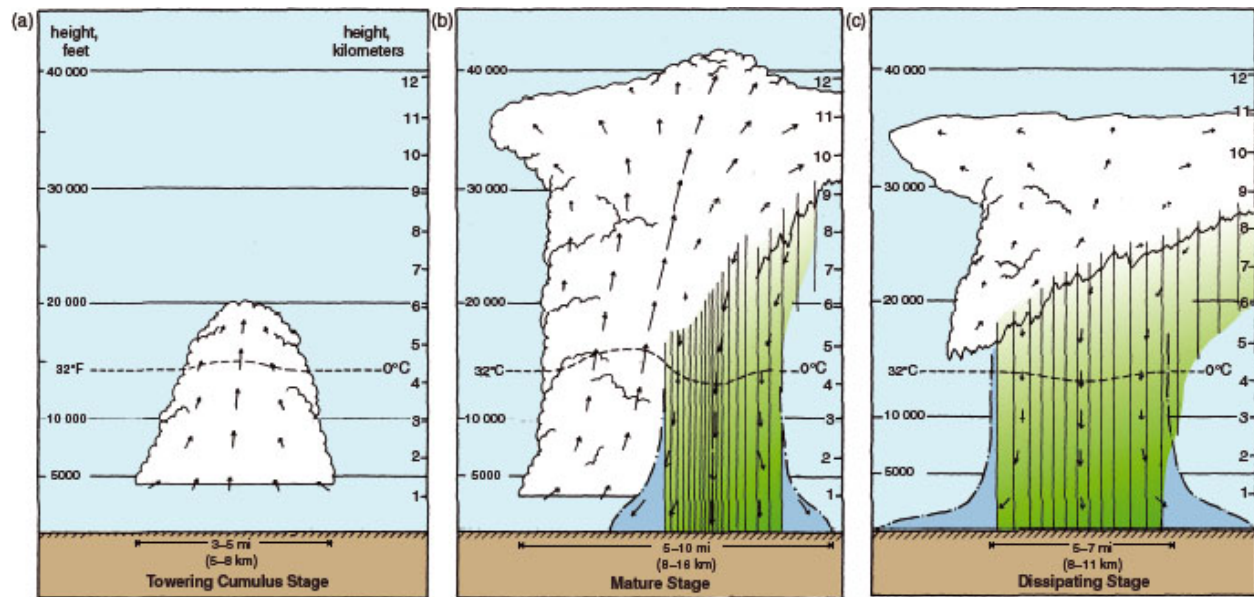 (a)
height,
feet
height,
kilometers
40 000
30 000
20 000
32°F
10 000
5000
12
11
10
9
8
7
6
5
0°C
4
3
2
1
3–5 mi
(5–8 km)
Towering Cumulus Stage
(b)
40 000
30 000
20 000
32°C
10 000
5000
12
11
10
9
8
7
6
5
0°C
4
3
2
1
5–10 mi
(8–16 km)
Mature Stage
(c)
40 000
30 000
20 000
32°C
10 000
5000
12
11
10
9
8
7
6
5
0°C
4
3
2
1
5–7 mi
(8–11 km)
Dissipating Stage